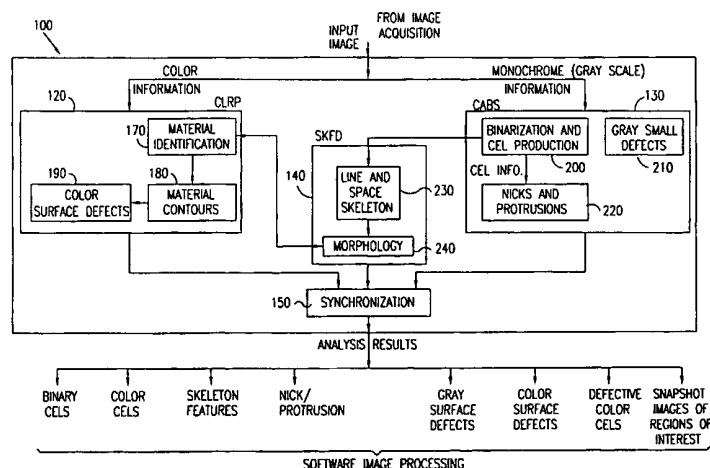 100
INPUT
IMAGE
FROM IMAGE
ACQUISITION
COLOR
INFORMATION
MONOCHROME (GRAY SCALE)
INFORMATION
120
CLRP
170
MATERIAL
IDENTIFICATION
190
COLOR
SURFACE DEFECTS
180
MATERIAL
CONTOURS
SKFD
140
LINE AND
SPACE
SKELETON
230
MORPHOLOGY
240
130
CABS
BINARIZATION AND
CEL PRODUCTION
200
GRAY SMALL
DEFECTS
210
CEL INFO.
NICKS AND
PROTRUSIONS
220
150
SYNCHRONIZATION
ANALYSIS RESULTS
BINARY
CELS
COLOR
CELS
SKELETON
FEATURES
NICK/
PROTRUSION
GRAY
SURFACE
DEFECTS
COLOR
SURFACE
DEFECTS
DEFECTIVE
COLOR
CELS
SNAPSHOT
IMAGES OF
REGIONS OF
INTEREST
SOFTWARE IMAGE PROCESSING